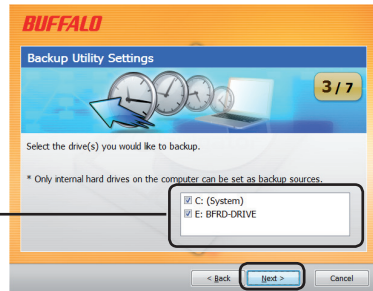 BUFFALO
Backup Utility Settings
3 / 7
Select the drive(s) you would like to backup.
* Only internal hard drives on the computer can be set as backup sources.
C: (System)
E: BFRD-DRIVE
< Back
Next >
Cancel